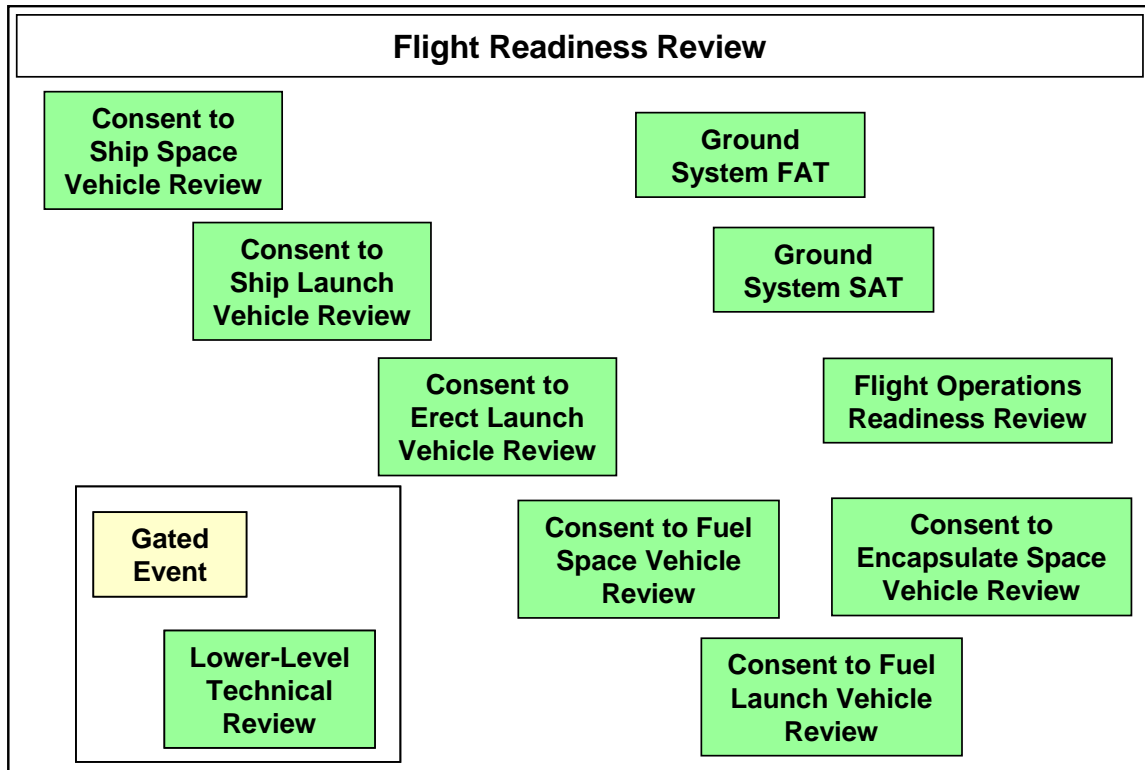 Flight Readiness Review
Consent to
Ship Space
Vehicle Review
Ground
System FAT
Consent to
Ship Launch
Vehicle Review
Ground
System SAT
Consent to
Erect Launch
Vehicle Review
Flight Operations
Readiness Review
Gated
Event
Consent to Fuel
Space Vehicle
Review
Consent to
Encapsulate Space
Vehicle Review
Lower-Level
Technical
Review
Consent to Fuel
Launch Vehicle
Review